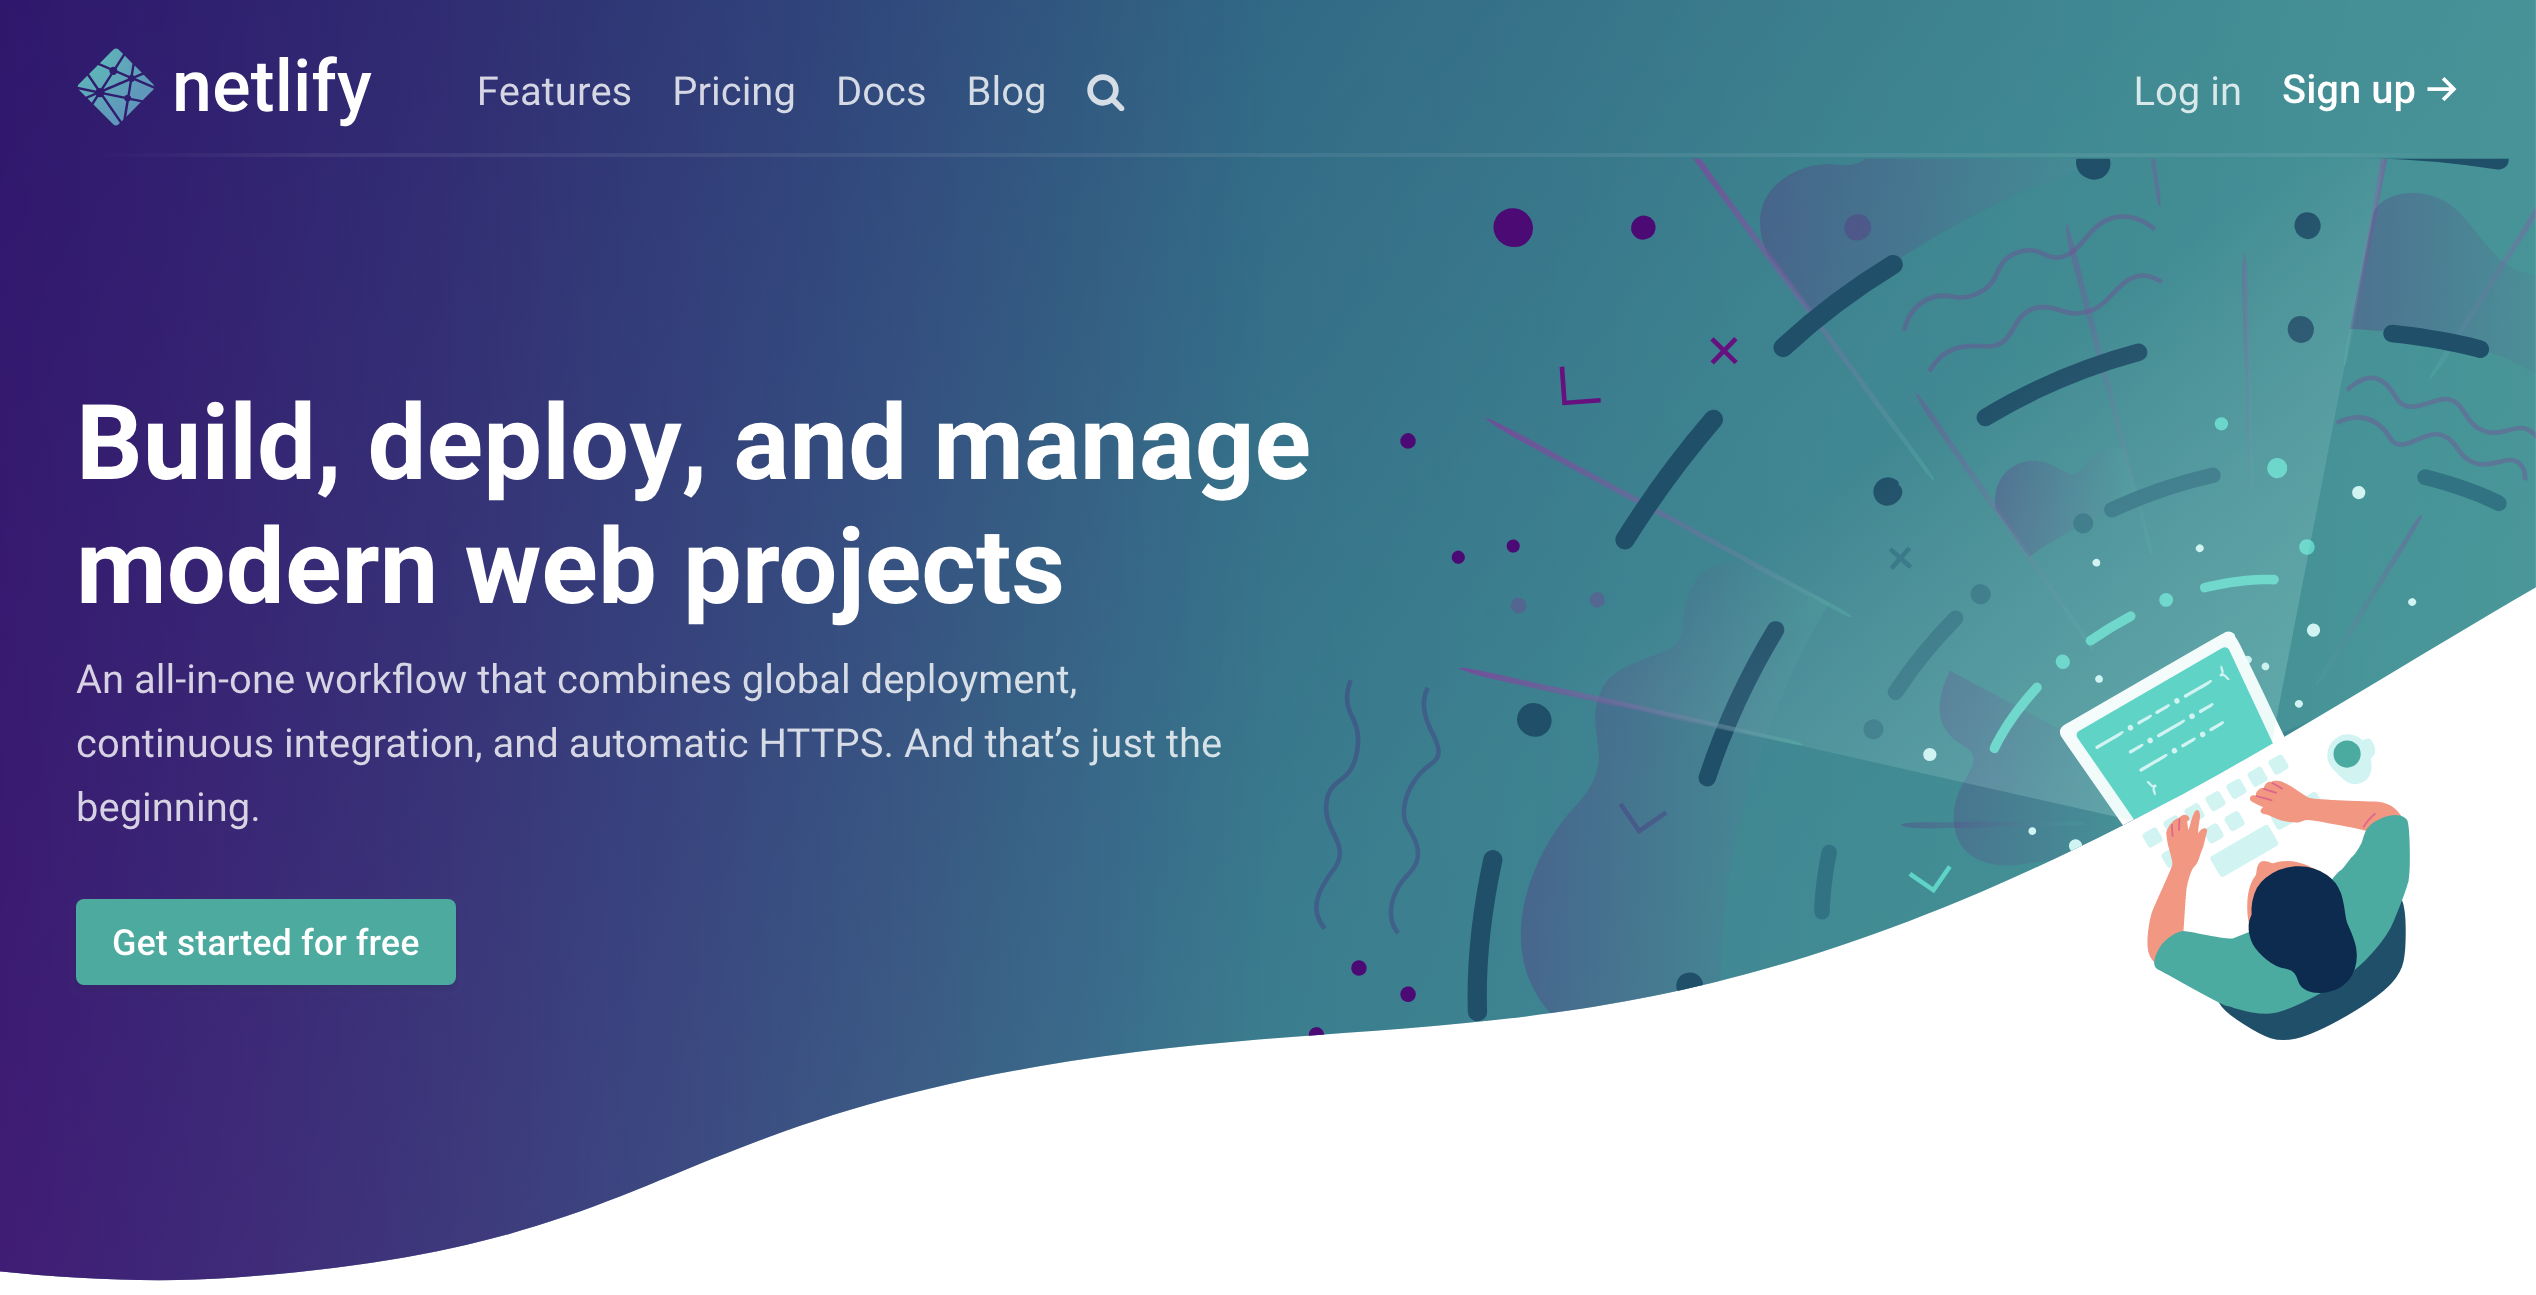 netlify
Features Pricing Docs Blog
Log in Sign up →
Build, deploy, and manage
modern web projects
An all-in-one workflow that combines global deployment,
continuous integration, and automatic HTTPS. And that’s just the
beginning.
Get started for free